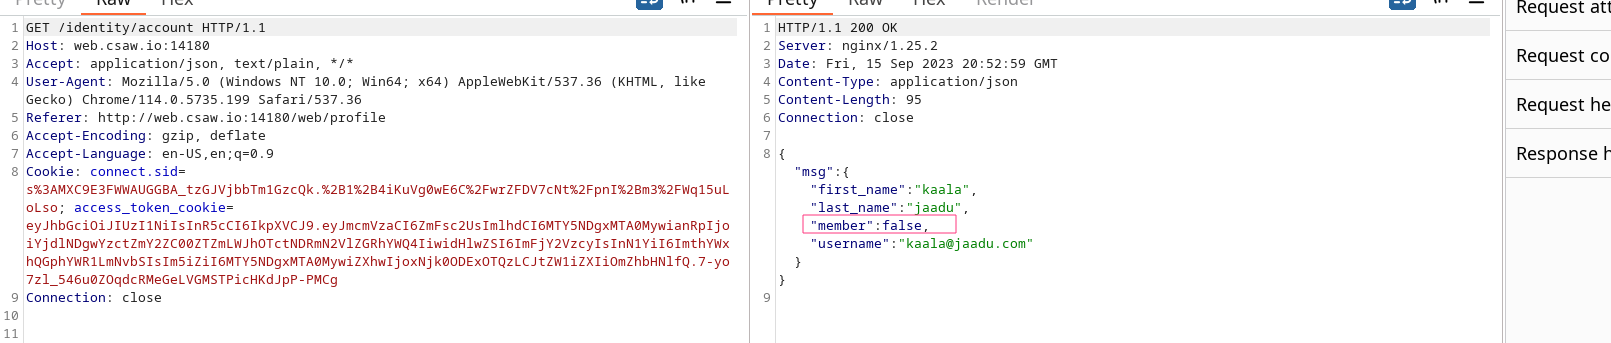 Pretty Raw Hex
1 GET /identity/account HTTP/1.1
2 Host: web.csaw.io:14180
3 Accept: application/json, text/plain, */*
4 User-Agent: Mozilla/5.0 (Windows NT 10.0; Win64; x64) AppleWebKit/537.36 (KHTML, like
Gecko) Chrome/114.0.5735.199 Safari/537.36
5 Referer: http://web.csaw.io:14180/web/profile
6 Accept-Encoding: gzip, deflate
7 Accept-Language: en-US,en;q=0.9
8 Cookie: connect.sid=
s%3AMXC9E3FWWAUGGBA_tzGJVjbbTm1GzcQk.%2B1%2B4iKuVg0wE6C%2FwrZFDV7cNt%2FpnI%2Bm3%2FWq15uL
oLso; access_token_cookie=
eyJhbGciOiJIUzI1NiIsInR5cCI6IkpXVCJ9.eyJmcmVzaCI6ZmFsc2UsImlhdCI6MTY5NDgxMTA0MywianRpIjo
iYjdlNDgwYzctZmY2ZC00ZTZmLWJhOTctNDRmN2VlZGRhYWQ4IiwidHlwZSI6ImFjY2VzcyIsInN1YiI6ImthYWx
hQGphYWR1LmNvbSIsIm5iZiI6MTY5NDgxMTA0MywiZXhwIjoxNjk0ODExOTQzLCJtZW1iZXIiOmZhbHNlfQ.7-yo
7zl_546u0ZOqdcRMeGeLVGMSTPicHKdJpP-PMCg
9 Connection: close
10
11
Pretty Raw Hex Render
1 HTTP/1.1 200 OK
2 Server: nginx/1.25.2
3 Date: Fri, 15 Sep 2023 20:52:59 GMT
4 Content-Type: application/json
5 Content-Length: 95
6 Connection: close
7
8 {
"msg":{
"first_name":"kaala",
"last_name":"jaadu",
"member":false,
"username":"kaala@jaadu.com"
}
}
9
Request att
Request co
Request he
Response h